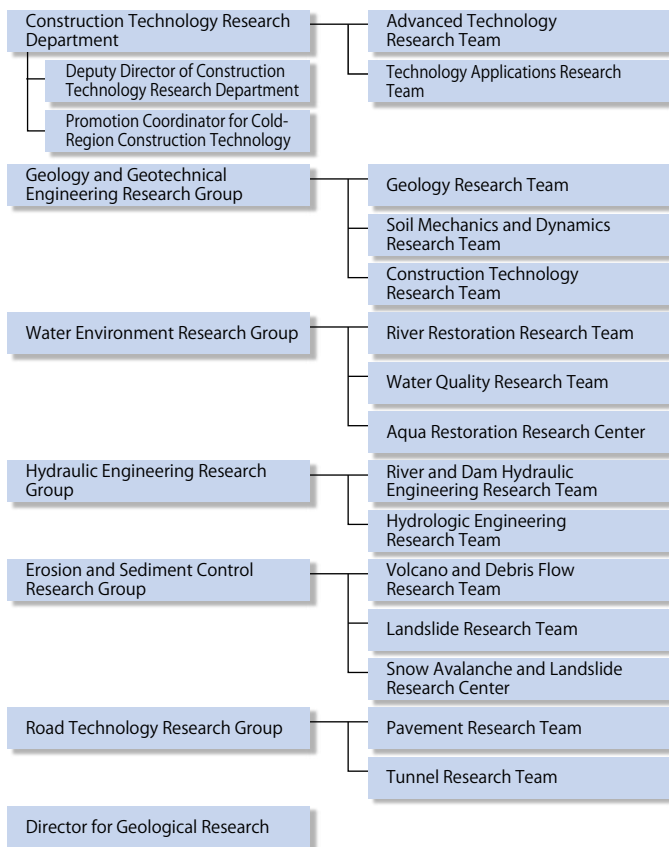 Construction Technology Research
Department
Advanced Technology
Research Team
Deputy Director of Construction
Technology Research Department
Technology Applications Research
Team
Promotion Coordinator for Cold-
Region Construction Technology
Geology and Geotechnical
Engineering Research Group
Geology Research Team
Soil Mechanics and Dynamics
Research Team
Construction Technology
Research Team
Water Environment Research Group
River Restoration Research Team
Water Quality Research Team
Aqua Restoration Research Center
Hydraulic Engineering Research
Group
River and Dam Hydraulic
Engineering Research Team
Hydrologic Engineering
Research Team
Erosion and Sediment Control
Research Group
Volcano and Debris Flow
Research Team
Landslide Research Team
Snow Avalanche and Landslide
Research Center
Road Technology Research Group
Pavement Research Team
Tunnel Research Team
Director for Geological Research